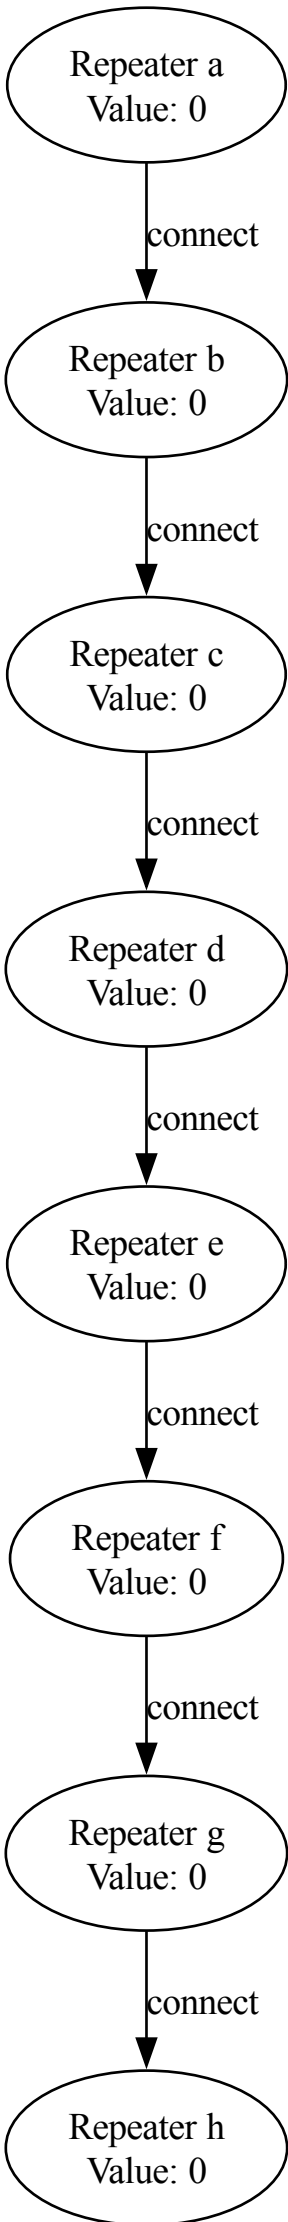 Repeater a
Value: 0
connect
Repeater b
Value: 0
connect
Repeater c
Value: 0
connect
Repeater d
Value: 0
connect
Repeater e
Value: 0
connect
Repeater f
Value: 0
connect
Repeater g
Value: 0
connect
Repeater h
Value: 0